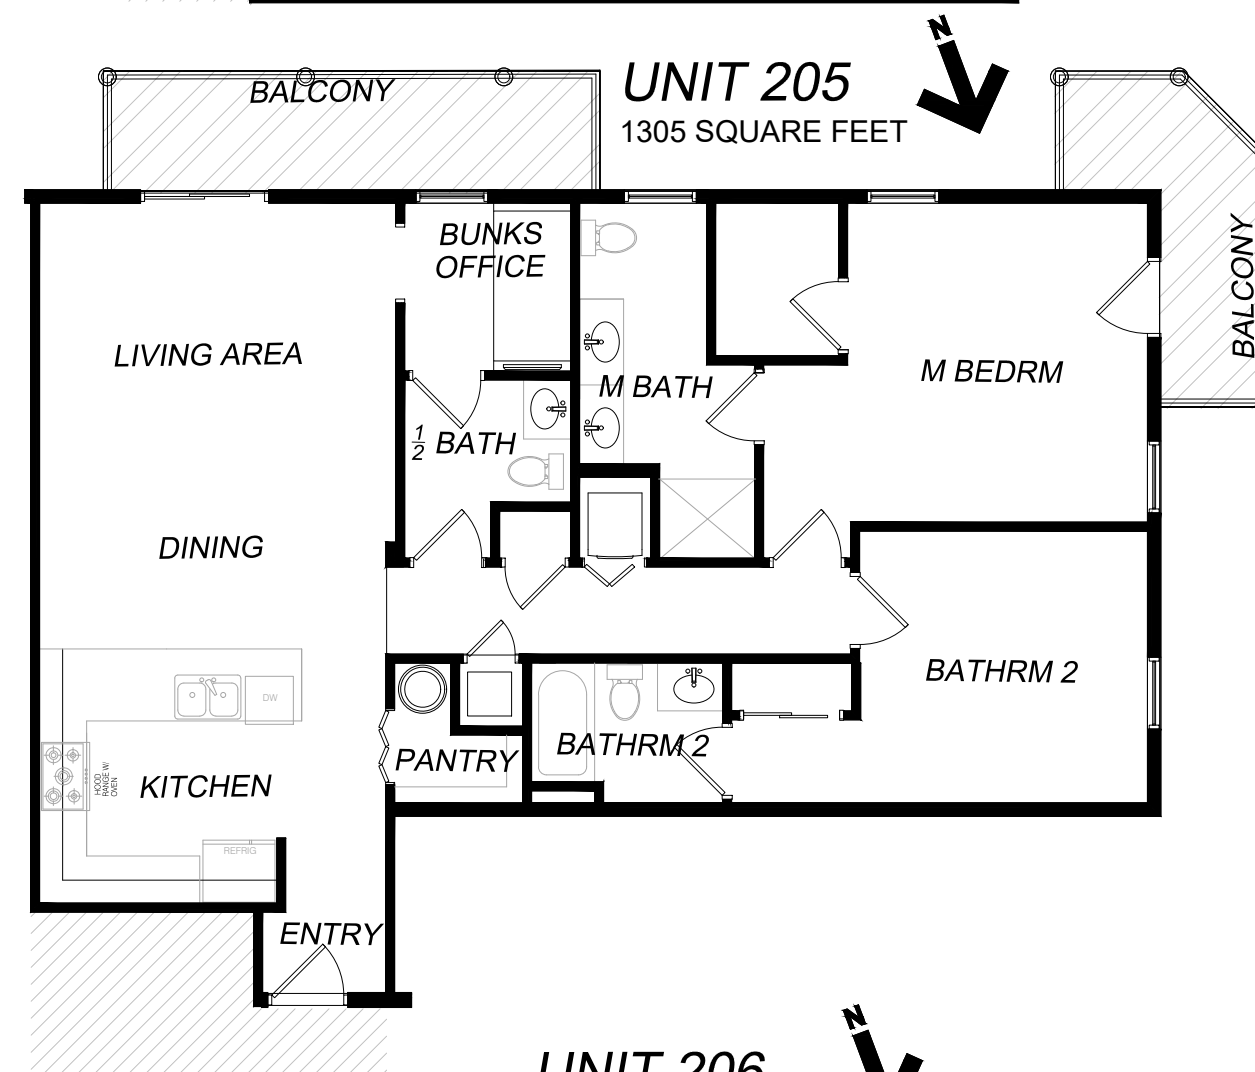 N
BALCONY
UNIT 205
1305 SQUARE FEET
BUNKS
OFFICE
BALCONY
LIVING AREA
M BATH
M BEDRM
1/2 BATH
DINING
BATHRM 2
DW
BATHRM 2
PANTRY
KITCHEN
HOOD
RANGE W/
OVEN
REFRIG
ENTRY
N
UNIT 206